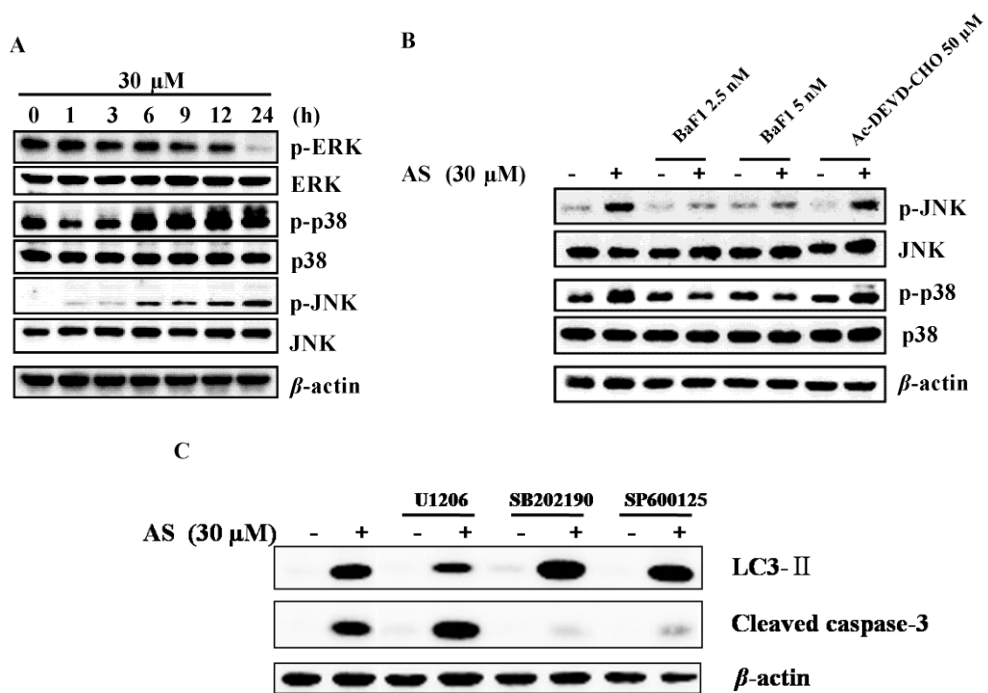 A
30 µM
0 1 3 6 9 12 24 (h)
p-ERK
ERK
p-p38
p38
p-JNK
JNK
β-actin
B
BaF1 2.5 nM
BaF1 5 nM
Ac-DEVD-CHO 50 µM
AS (30 µM) - + - + - + - +
p-JNK
JNK
p-p38
p38
β-actin
C
U1206 SB202190 SP600125
AS (30 µM) - + - + - + - +
LC3-II
Cleaved caspase-3
β-actin